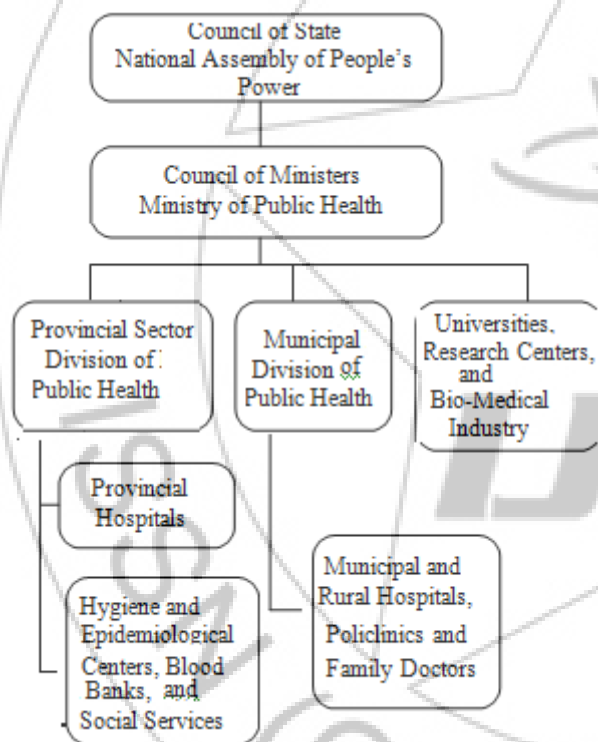 Council of State
National Assembly of People's
Power
Council of Ministers
Ministry of Public Health
Provincial Sector
Division of
Public Health
Municipal
Division of
Public Health
Universities,
Research Centers,
and
Bio-Medical
Industry
Provincial
Hospitals
Hygiene and
Epidemiological
Centers, Blood
Banks, and
Social Services
Municipal and
Rural Hospitals,
Policlinics and
Family Doctors